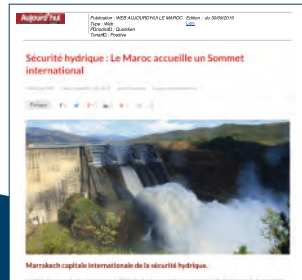 Aujourd'hui
Publication : WEB AUJOURD'HUI LE MAROC Edition : du 30/09/2019
Type : Web
Périodicité : Quotidien
Tonalité : Positive
Lien
Sécurité hydrique : Le Maroc accueille un Sommet
international
Partager
Marrakech capitale internationale de la sécurité hydrique.